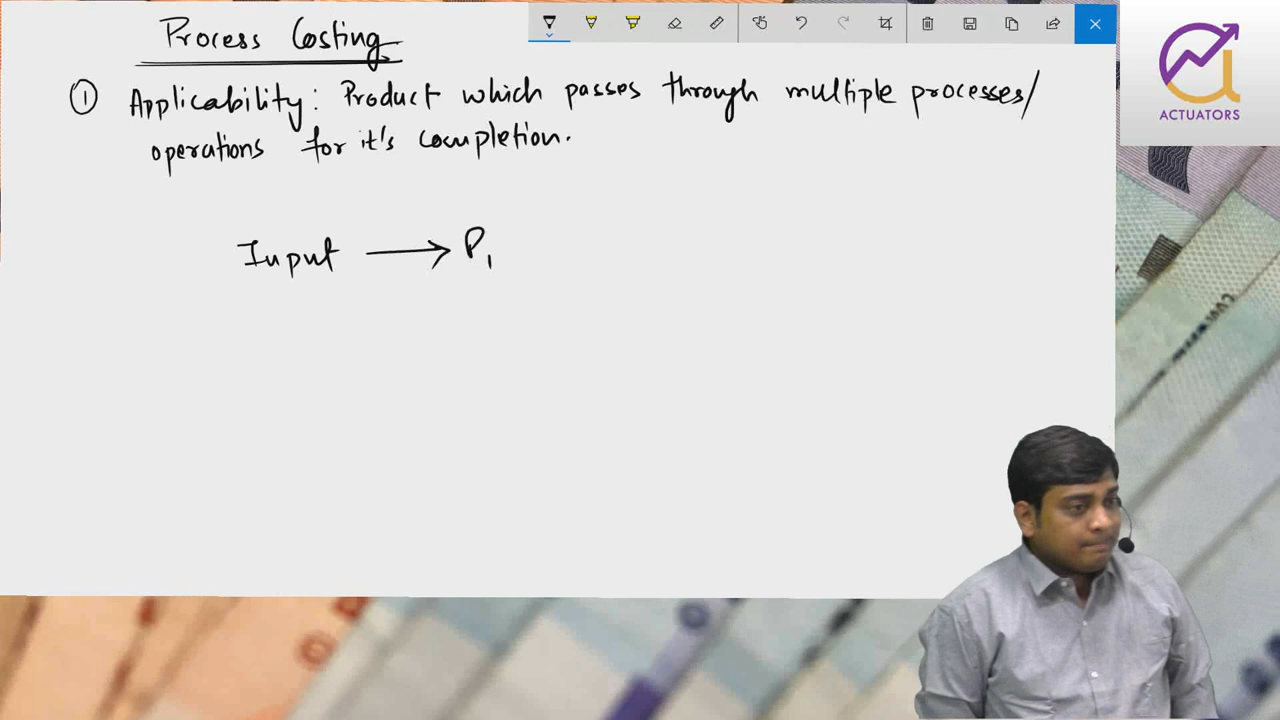 Process Costing
① Applicability: Product which passes through multiple processes/
operations for it's completion.
Input → P₁
ACTUATORS